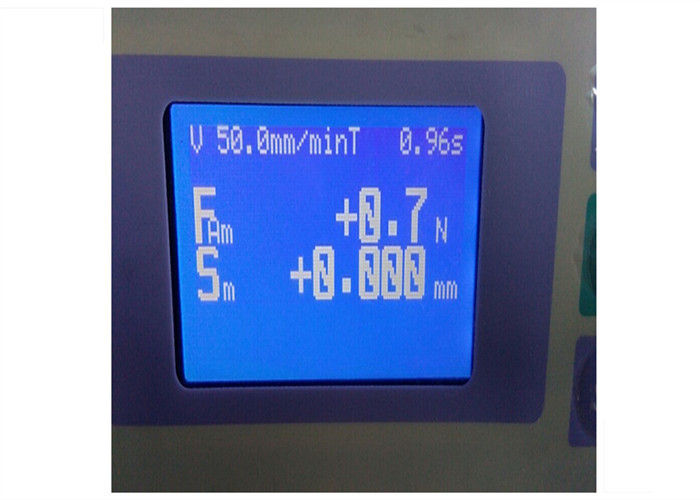 V 50.0mm/minT 0.96s
FAm +0.7 N
Sm +0.000 mm